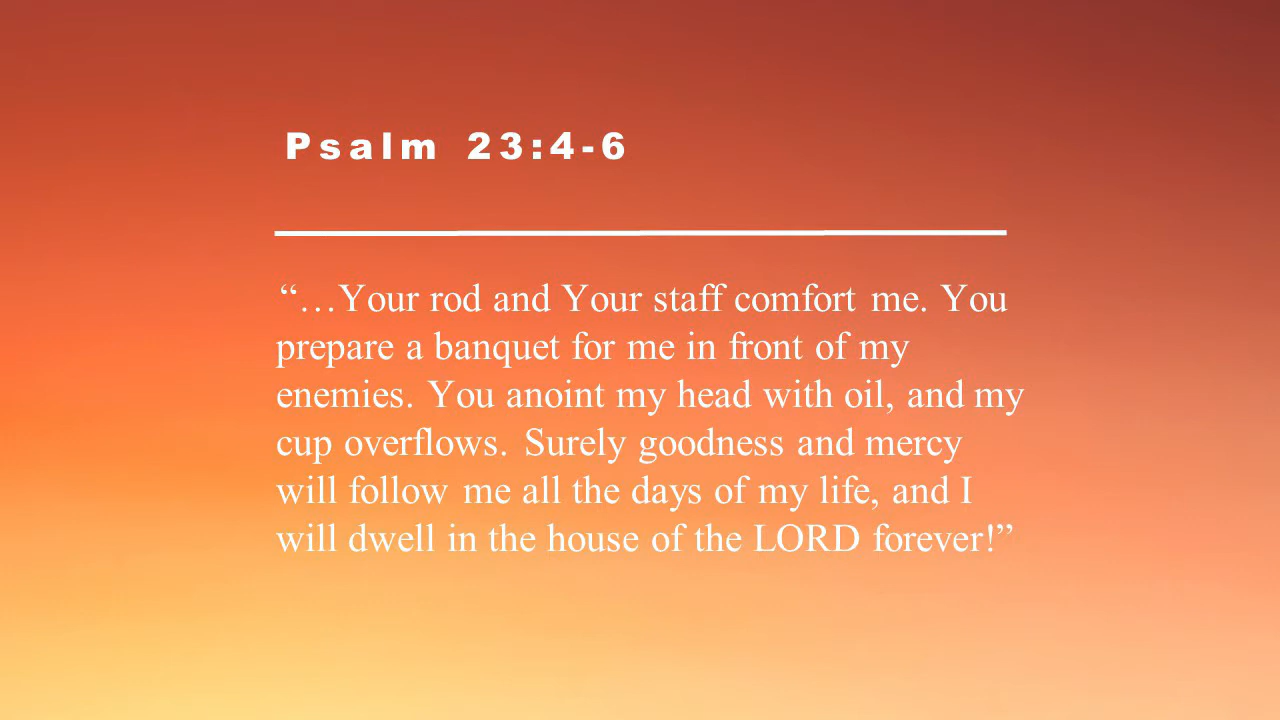 Psalm 23:4-6
“…Your rod and Your staff comfort me. You
prepare a banquet for me in front of my
enemies. You anoint my head with oil, and my
cup overflows. Surely goodness and mercy
will follow me all the days of my life, and I
will dwell in the house of the LORD forever!”